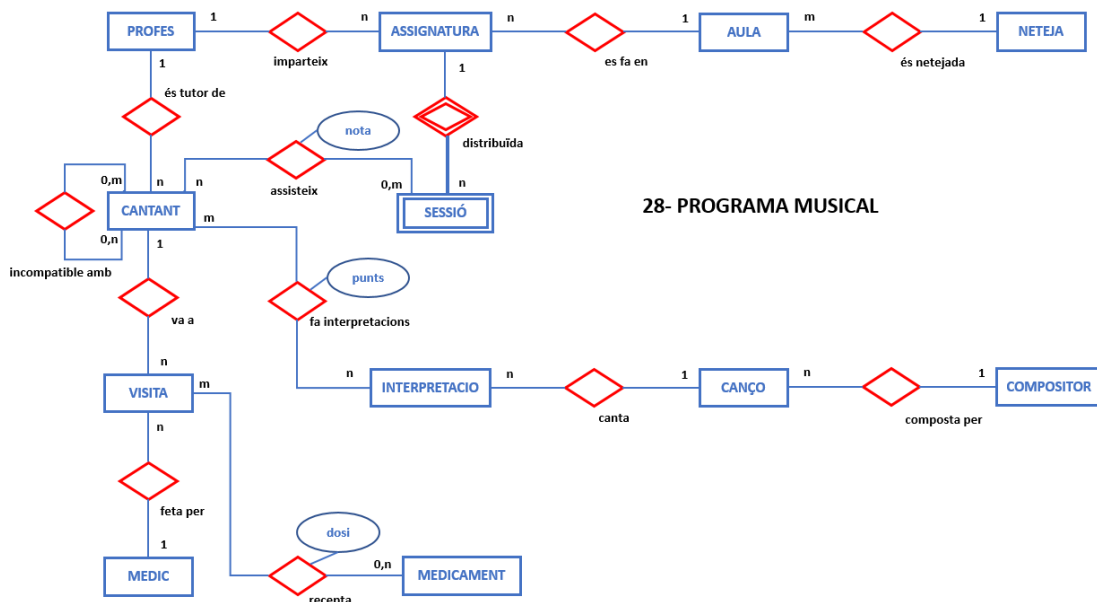 1 n n 1 m 1
PROFES ASSIGNATURA AULA NETEJA
imparteix es fa en és netejada
1 1
és tutor de
nota distribuïda
0,m n n assisteix 0,m n
CANTANT SESSIÓ
28- PROGRAMA MUSICAL
m
0,n 1
incompatible amb
punts
va a fa interpretacions
n n n 1 n 1
VISITA m INTERPRETACIO CANÇO COMPOSITOR
canta composta per
n
feta per
dosi
1 0,n
MEDIC MEDICAMENT
recepta